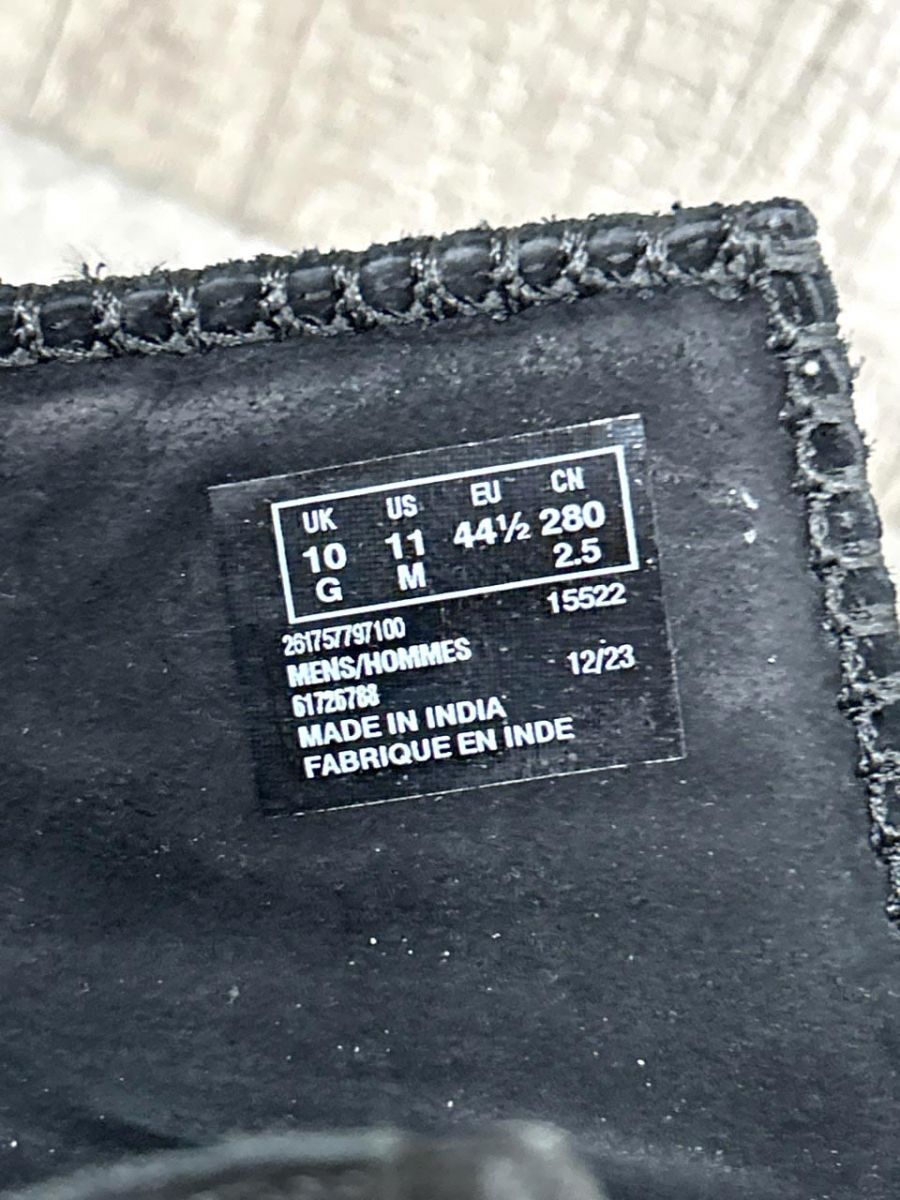 UK US EU CN
10 11 44½ 280
G M 2.5
15522
261757797100
MENS/HOMMES 12/23
61726788
MADE IN INDIA
FABRIQUE EN INDE